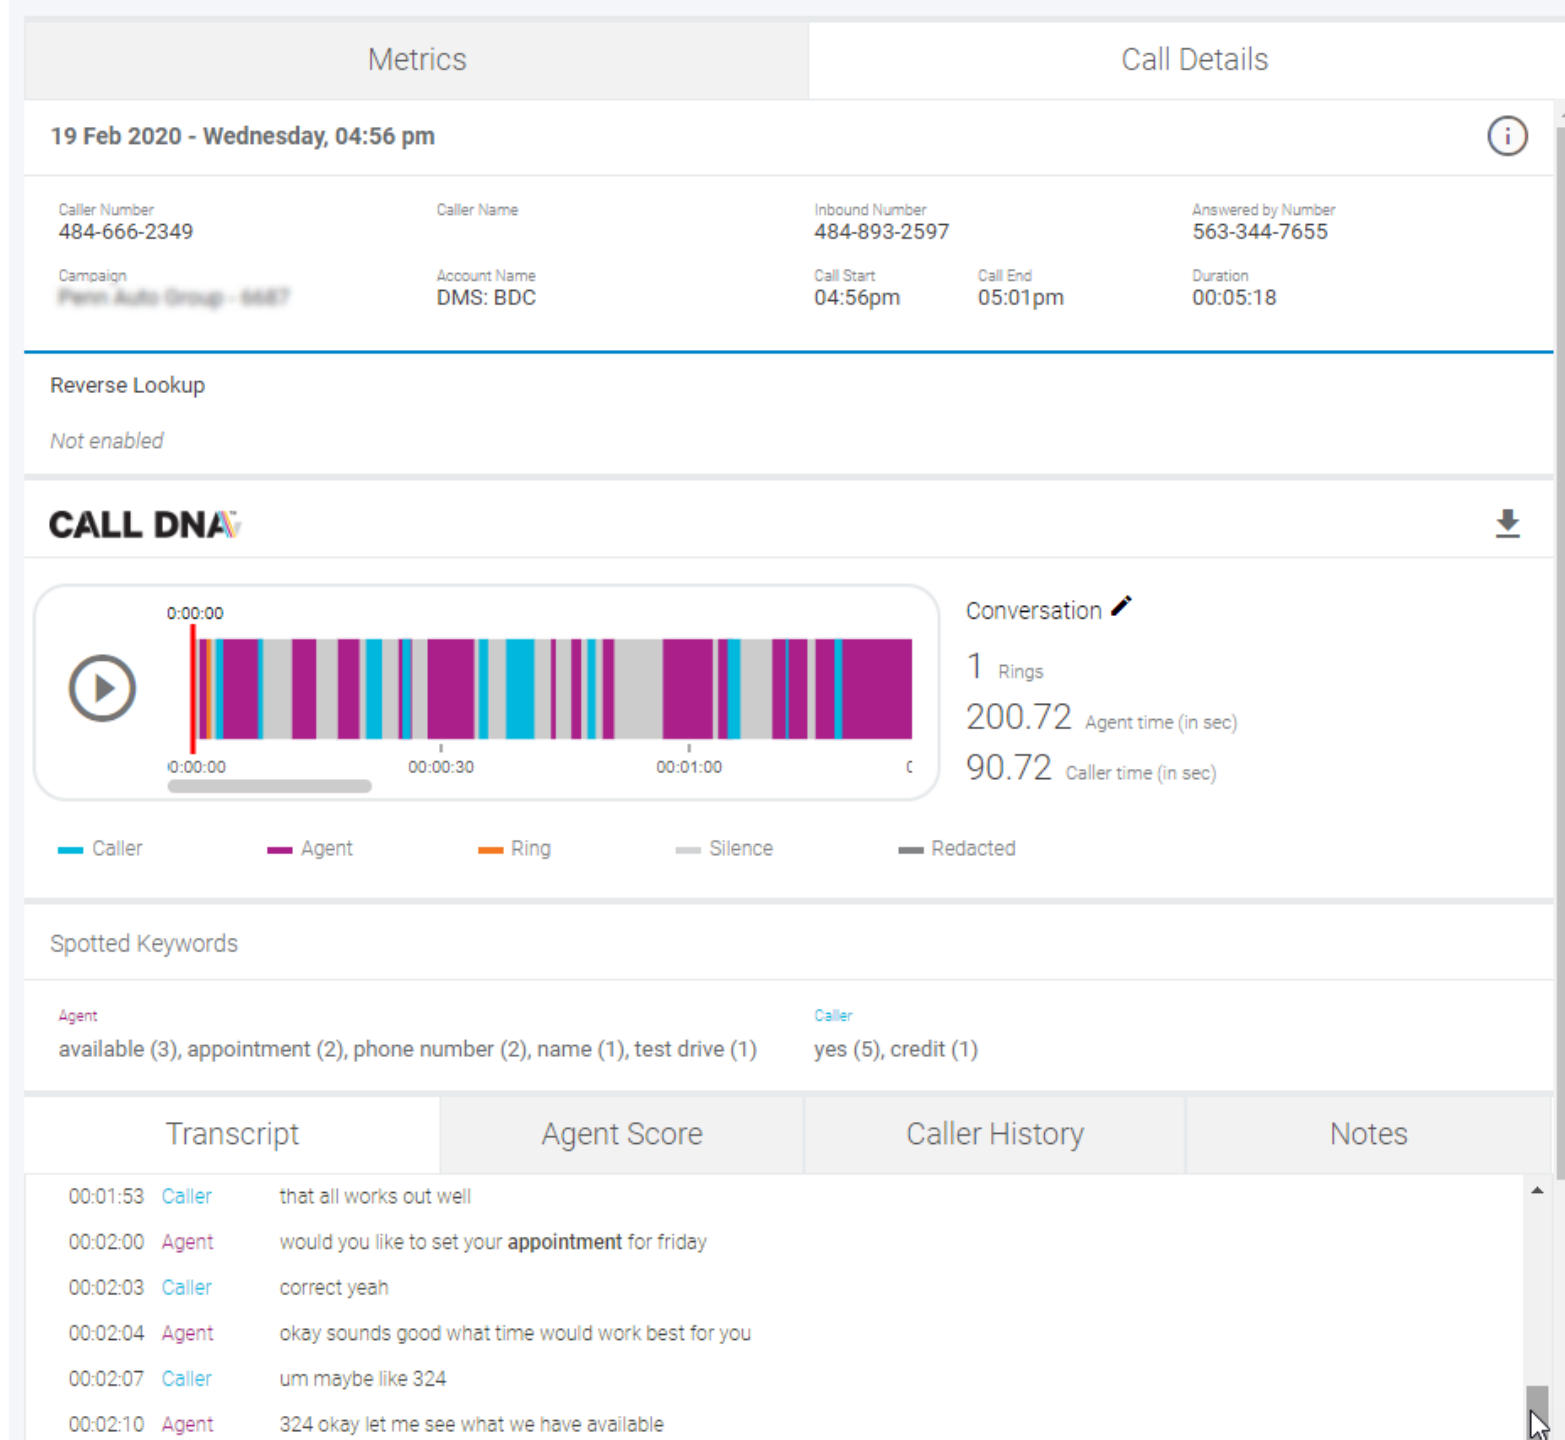 Metrics Call Details
19 Feb 2020 - Wednesday, 04:56 pm
Caller Number Caller Name Inbound Number Answered by Number
484-666-2349 484-893-2597 563-344-7655
Campaign Account Name Call Start Call End Duration
DMS: BDC 04:56pm 05:01pm 00:05:18
Reverse Lookup
Not enabled
CALL DNA
0:00:00
Conversation
1 Rings
200.72 Agent time (in sec)
90.72 Caller time (in sec)
0:00:00 00:00:30 00:01:00
Caller Agent Ring Silence Redacted
Spotted Keywords
Agent Caller
available (3), appointment (2), phone number (2), name (1), test drive (1) yes (5), credit (1)
Transcript Agent Score Caller History Notes
00:01:53 Caller that all works out well
00:02:00 Agent would you like to set your appointment for friday
00:02:03 Caller correct yeah
00:02:04 Agent okay sounds good what time would work best for you
00:02:07 Caller um maybe like 324
00:02:10 Agent 324 okay let me see what we have available